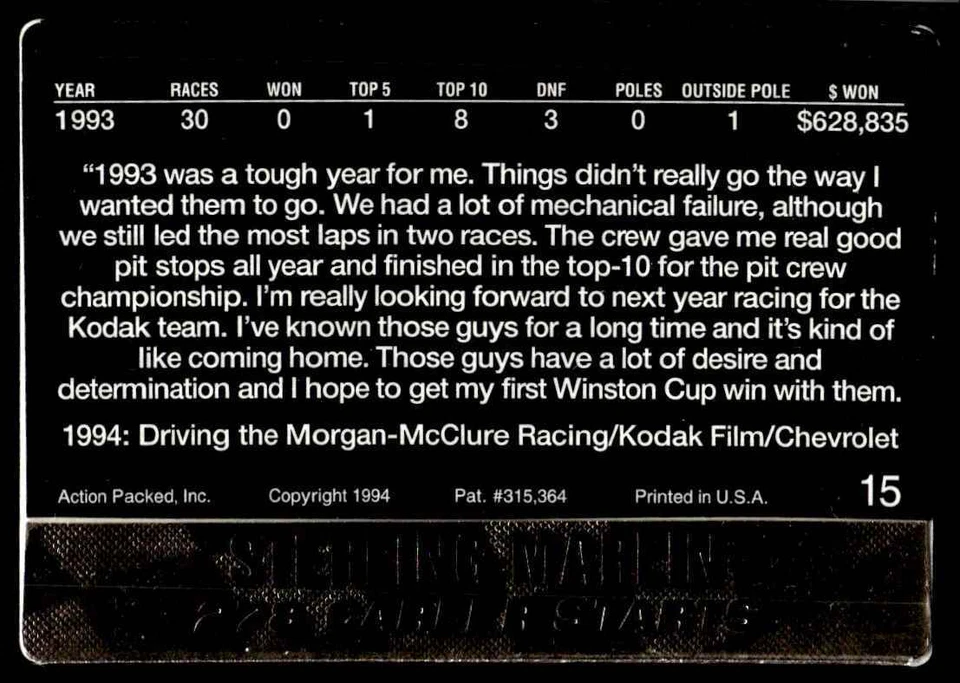 YEAR RACES WON TOP 5 TOP 10 DNF POLES OUTSIDE POLE $ WON
1993 30 0 1 8 3 0 1 $628,835
“1993 was a tough year for me. Things didn’t really go the way I
wanted them to go. We had a lot of mechanical failure, although
we still led the most laps in two races. The crew gave me real good
pit stops all year and finished in the top-10 for the pit crew
championship. I’m really looking forward to next year racing for the
Kodak team. I’ve known those guys for a long time and it’s kind of
like coming home. Those guys have a lot of desire and
determination and I hope to get my first Winston Cup win with them.
1994: Driving the Morgan-McClure Racing/Kodak Film/Chevrolet
Action Packed, Inc. Copyright 1994 Pat. #315,364 Printed in U.S.A. 15
STERLING MARLIN
CAREER STARTS